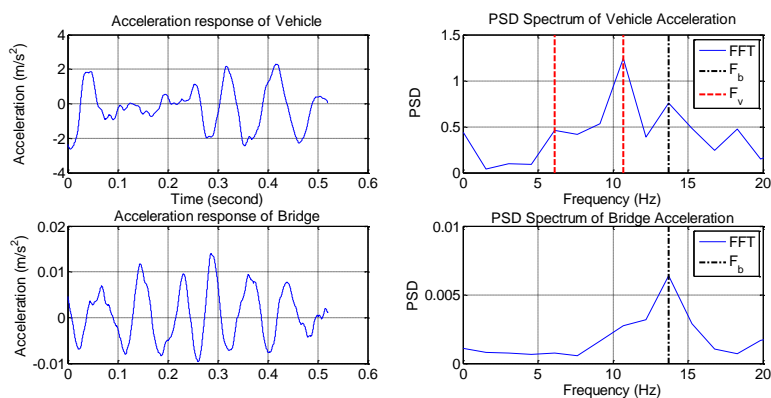 Acceleration response of Vehicle
Acceleration (m/s²)
4
2
0
-2
-4
0 0.1 0.2 0.3 0.4 0.5 0.6
Time (second)
PSD Spectrum of Vehicle Acceleration
PSD
1.5
1
0.5
0
0 5 10 15 20
Frequency (Hz)
FFT
F_b
F_v
Acceleration response of Bridge
Acceleration (m/s²)
0.02
0.01
0
-0.01
0 0.1 0.2 0.3 0.4 0.5 0.6
Time (second)
PSD Spectrum of Bridge Acceleration
PSD
0.01
0.005
0
0 5 10 15 20
Frequency (Hz)
FFT
F_b